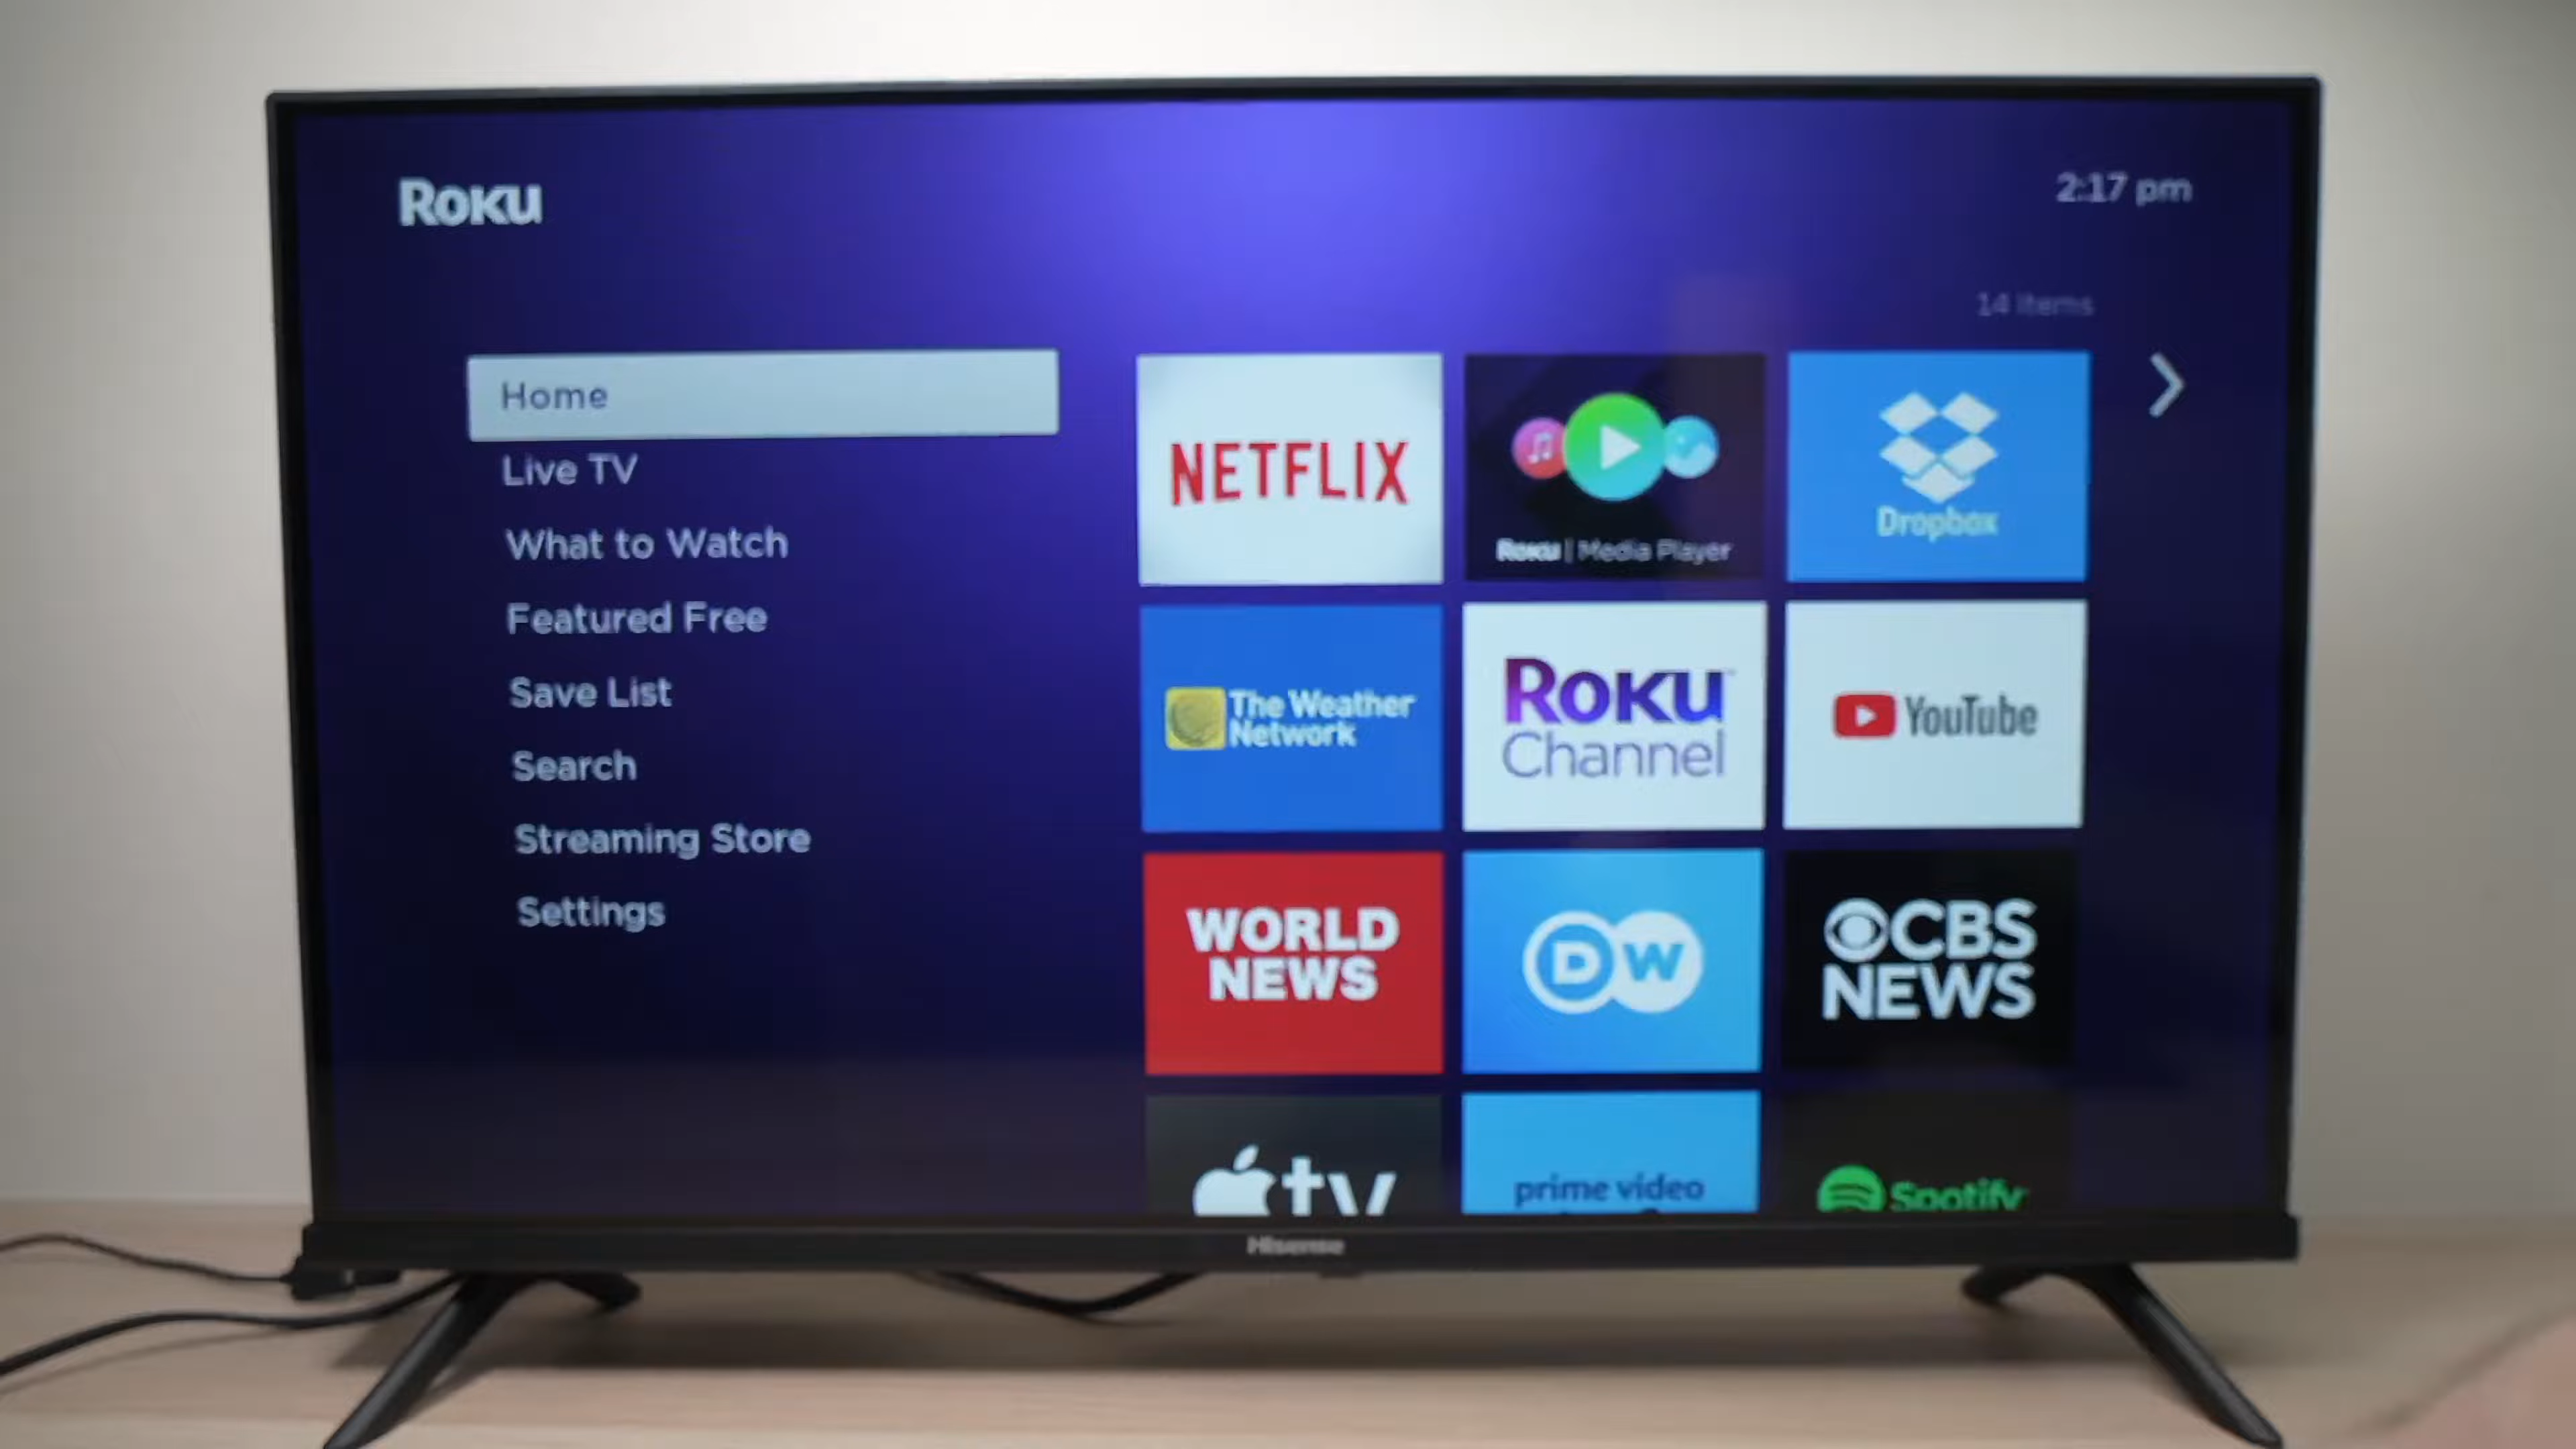 Roku
2:17 pm
14 items
Home
Live TV
What to Watch
Featured Free
Save List
Search
Streaming Store
Settings
NETFLIX
Roku | Media Player
Dropbox
The Weather
Network
Roku
Channel
YouTube
WORLD
NEWS
DW
CBS
NEWS
tv
prime video
Spotify
Hisense